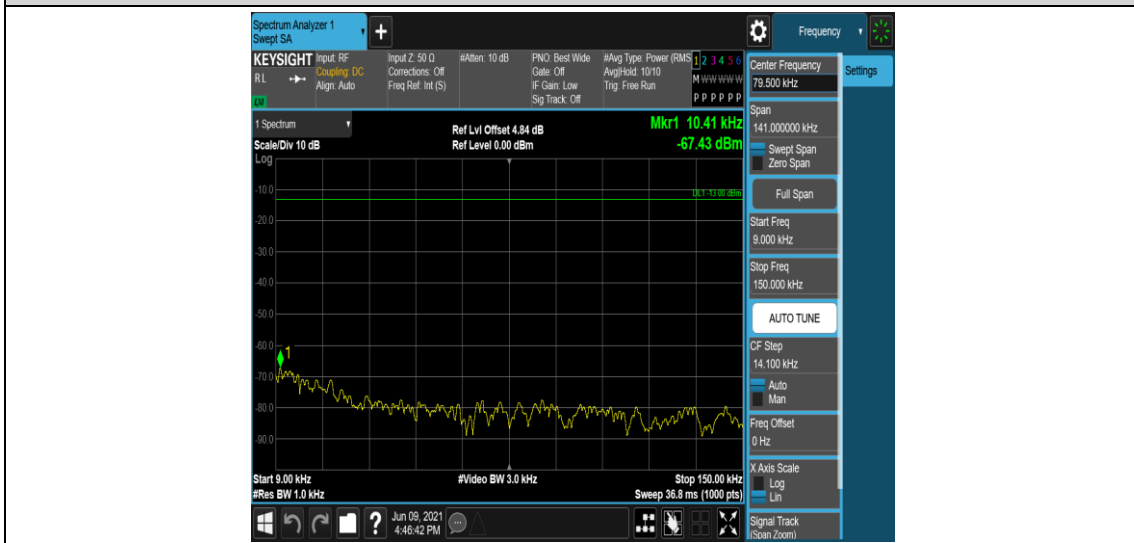 Spectrum Analyzer 1
Swept SA
+
Frequency
KEYSIGHT
RL
LXI
Input: RF
Coupling: DC
Align: Auto
Input Z: 50 Ω
Corrections: Off
Freq Ref: Int (S)
#Atten: 10 dB
PNO: Best Wide
Gate: Off
IF Gain: Low
Sig Track: Off
#Avg Type: Power (RMS
Avg|Hold: 10/10
Trig: Free Run
1 2 3 4 5 6
M W W W W W
P P P P P P
Center Frequency
79.500 kHz
Settings
Span
141.000000 kHz
Swept Span
Zero Span
Full Span
Start Freq
9.000 kHz
Stop Freq
150.000 kHz
AUTO TUNE
CF Step
14.100 kHz
Auto
Man
Freq Offset
0 Hz
X Axis Scale
Log
Lin
Signal Track
(Span Zoom)
1 Spectrum
Scale/Div 10 dB
Ref Lvl Offset 4.84 dB
Ref Level 0.00 dBm
Mkr1 10.41 kHz
-67.43 dBm
Log
DL1 -13.00 dBm
-10.0
-20.0
-30.0
-40.0
-50.0
-60.0
1
-70.0
-80.0
-90.0
Start 9.00 kHz
#Video BW 3.0 kHz
Stop 150.00 kHz
#Res BW 1.0 kHz
Sweep 36.8 ms (1000 pts)
?
Jun 09, 2021
4:46:42 PM